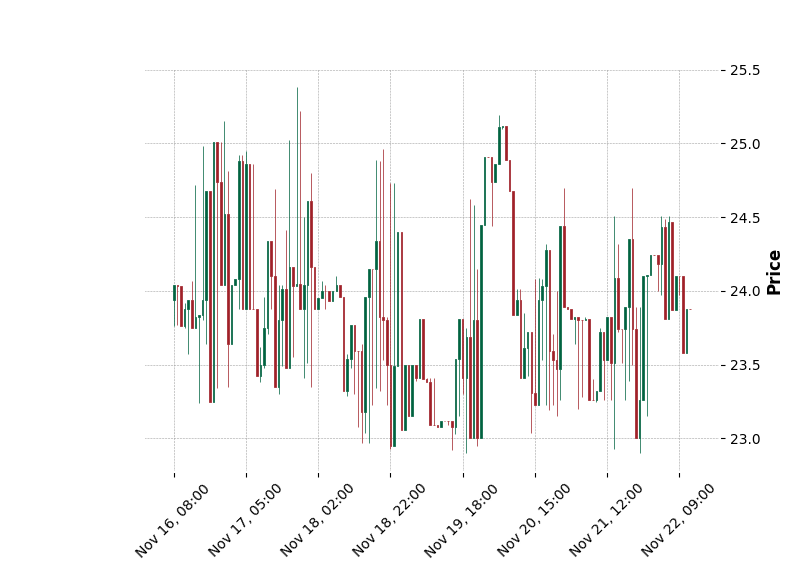 25.5
25.0
24.5
24.0
23.5
23.0
Price
Nov 16, 08:00
Nov 17, 05:00
Nov 18, 02:00
Nov 18, 22:00
Nov 19, 18:00
Nov 20, 15:00
Nov 21, 12:00
Nov 22, 09:00